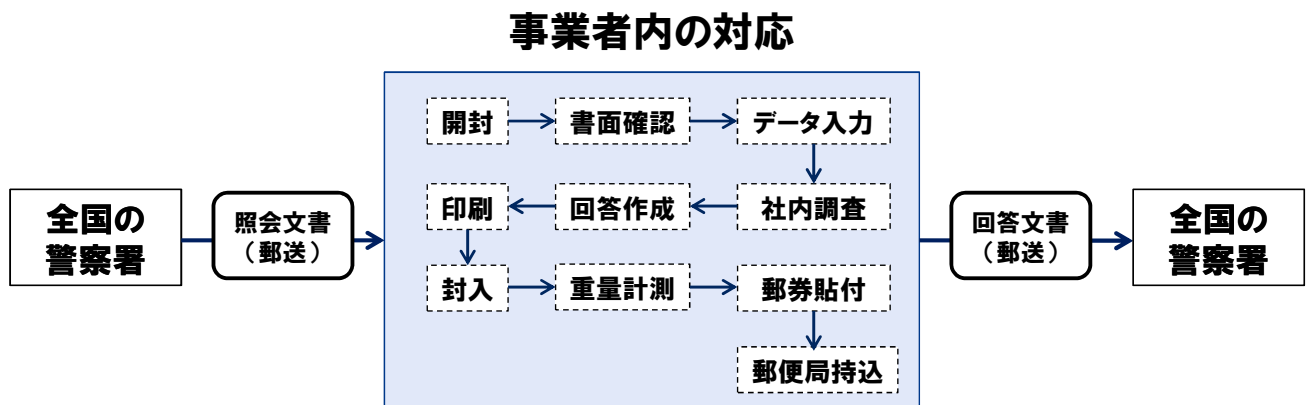 事業者内の対応
全国の
警察署
照会文書
（郵送）
開封
書面確認
データ入力
社内調査
回答作成
印刷
封入
重量計測
郵券貼付
郵便局持込
回答文書
（郵送）
全国の
警察署